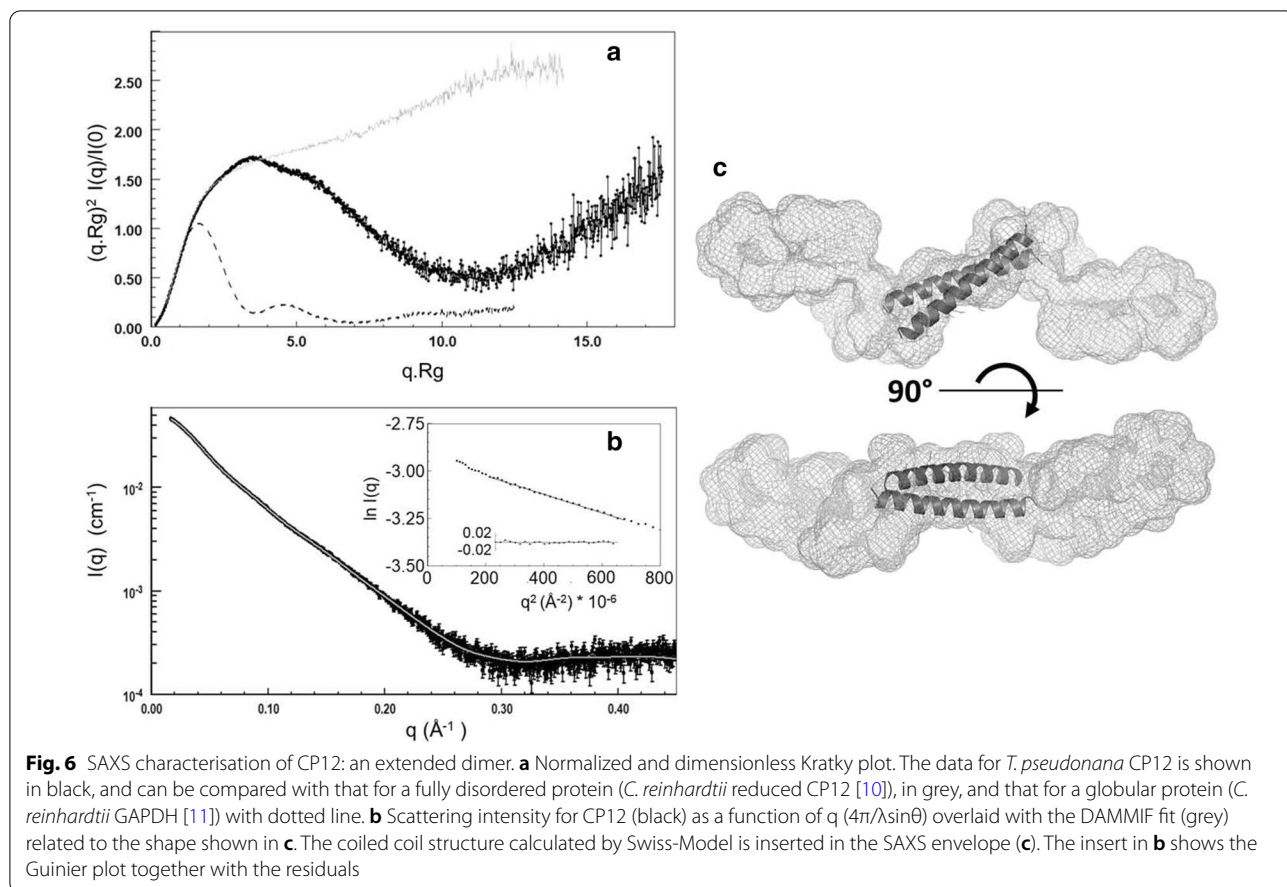 a
(q.Rg)² I(q)/I(0)
2.50
2.00
1.50
1.00
0.50
0.00
0.0
5.0
10.0
15.0
q.Rg
b
I(q) (cm⁻¹)
10⁻²
10⁻³
10⁻⁴
0.00
0.10
0.20
0.30
0.40
q (Å⁻¹)
ln I(q)
-2.75
-3.00
-3.25
-3.50
0.02
-0.02
0
200
400
600
800
q² (Å⁻²) * 10⁻⁶
c
90°
Fig. 6 SAXS characterisation of CP12: an extended dimer. a Normalized and dimensionless Kratky plot. The data for T. pseudonana CP12 is shown
in black, and can be compared with that for a fully disordered protein (C. reinhardtii reduced CP12 [10]), in grey, and that for a globular protein (C.
reinhardtii GAPDH [11]) with dotted line. b Scattering intensity for CP12 (black) as a function of q (4π/λsinθ) overlaid with the DAMMIF fit (grey)
related to the shape shown in c. The coiled coil structure calculated by Swiss-Model is inserted in the SAXS envelope (c). The insert in b shows the
Guinier plot together with the residuals